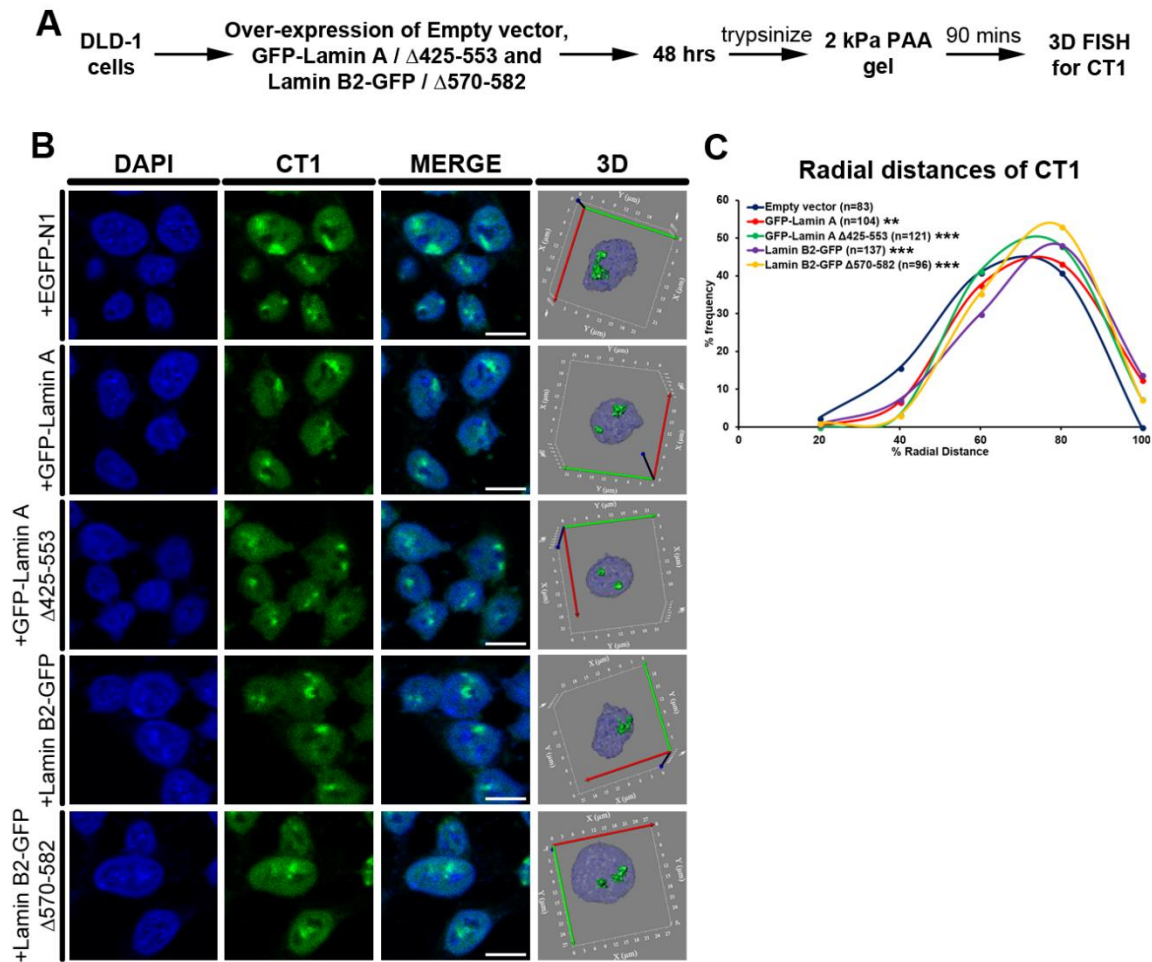 A
DLD-1
cells
Over-expression of Empty vector,
GFP-Lamin A / Δ425-553 and
Lamin B2-GFP / Δ570-582
48 hrs
trypsinize
2 kPa PAA
gel
90 mins
3D FISH
for CT1
B
DAPI
CT1
MERGE
3D
+EGFP-N1
+GFP-Lamin A
+GFP-Lamin A
Δ425-553
+Lamin B2-GFP
+Lamin B2-GFP
Δ570-582
X (µm)
Y (µm)
C
Radial distances of CT1
Empty vector (n=83)
GFP-Lamin A (n=104) **
GFP-Lamin A Δ425-553 (n=121) ***
Lamin B2-GFP (n=137) ***
Lamin B2-GFP Δ570-582 (n=96) ***
% frequency
60
50
40
30
20
10
0
0 20 40 60 80 100
% Radial Distance